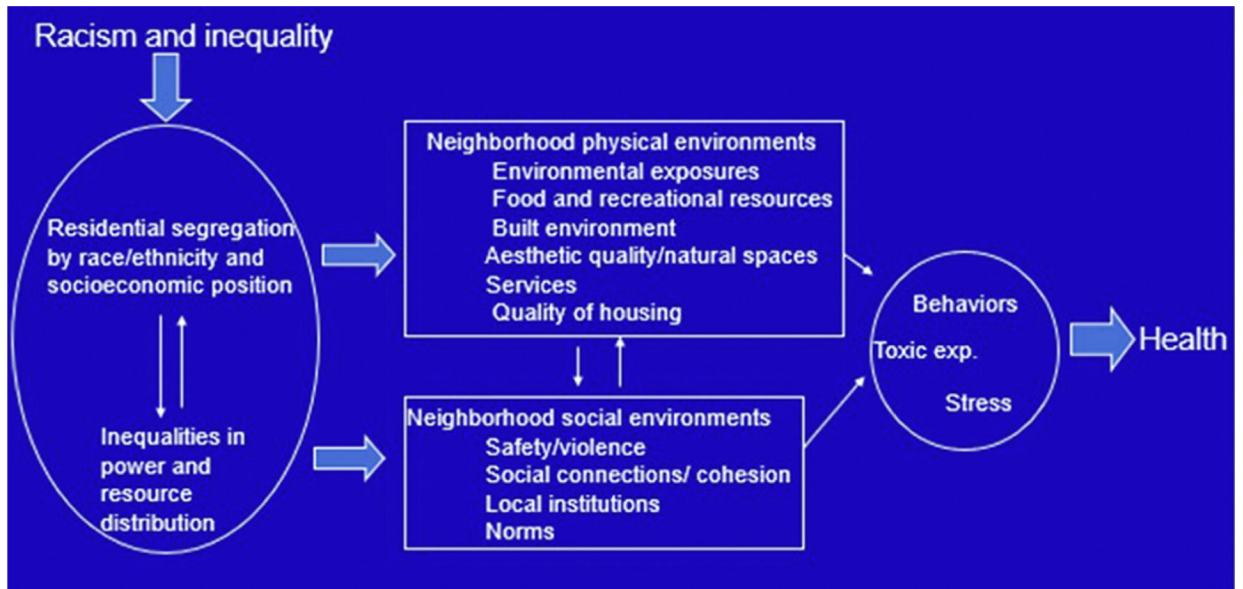 Racism and inequality
Residential segregation
by race/ethnicity and
socioeconomic position
Inequalities in
power and
resource
distribution
Neighborhood physical environments
Environmental exposures
Food and recreational resources
Built environment
Aesthetic quality/natural spaces
Services
Quality of housing
Neighborhood social environments
Safety/violence
Social connections/ cohesion
Local institutions
Norms
Behaviors
Toxic exp.
Stress
Health